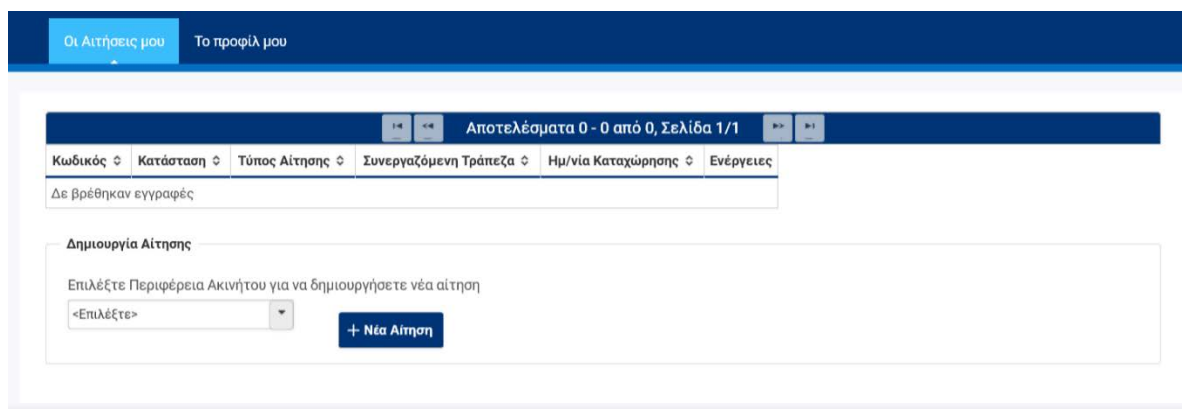 Οι Αιτήσεις μου Το προφίλ μου
Αποτελέσματα 0 - 0 από 0, Σελίδα 1/1
Κωδικός Κατάσταση Τύπος Αίτησης Συνεργαζόμενη Τράπεζα Ημ/νία Καταχώρησης Ενέργειες
Δε βρέθηκαν εγγραφές
Δημιουργία Αίτησης
Επιλέξτε Περιφέρεια Ακινήτου για να δημιουργήσετε νέα αίτηση
<Επιλέξτε>
+ Νέα Αίτηση